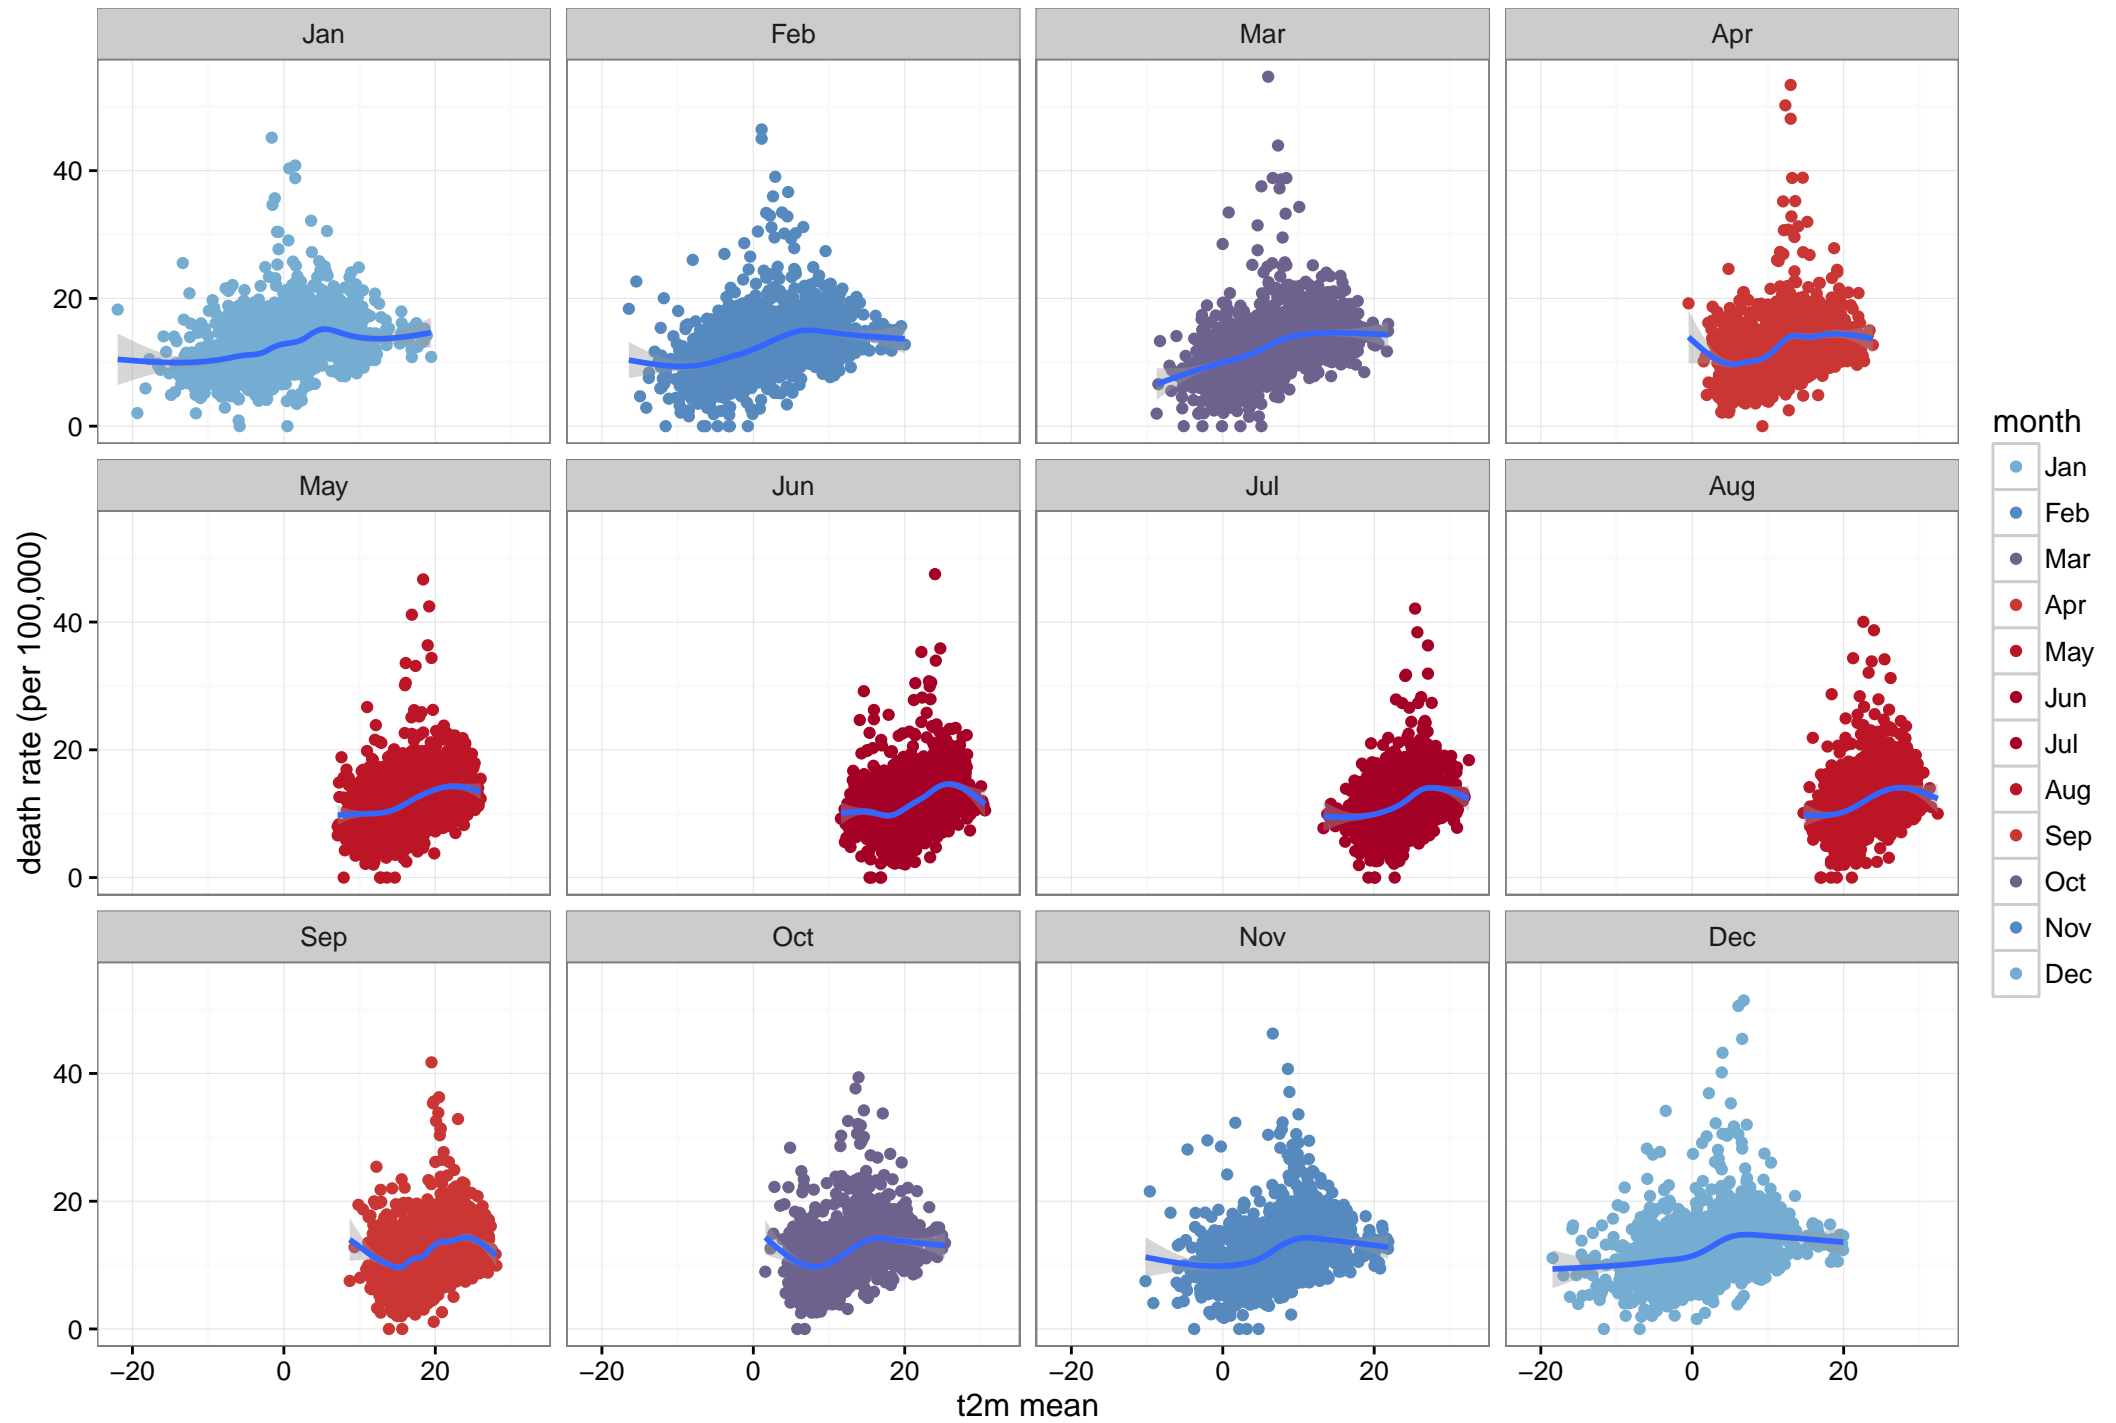 Jan Feb Mar Apr
40
20
0
May Jun Jul Aug
40
20
0
Sep Oct Nov Dec
40
20
0
−20 0 20 −20 0 20 −20 0 20 −20 0 20
t2m mean
death rate (per 100,000)
month
Jan
Feb
Mar
Apr
May
Jun
Jul
Aug
Sep
Oct
Nov
Dec